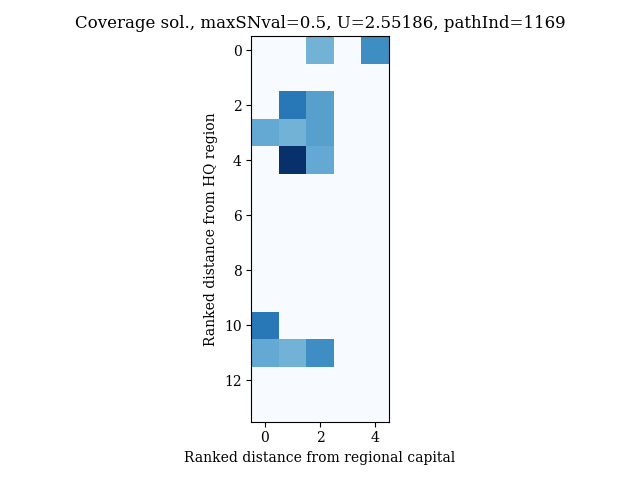 Coverage sol., maxSNval=0.5, U=2.55186, pathInd=1169
0
2
4
6
8
10
12
Ranked distance from HQ region
0 2 4
Ranked distance from regional capital